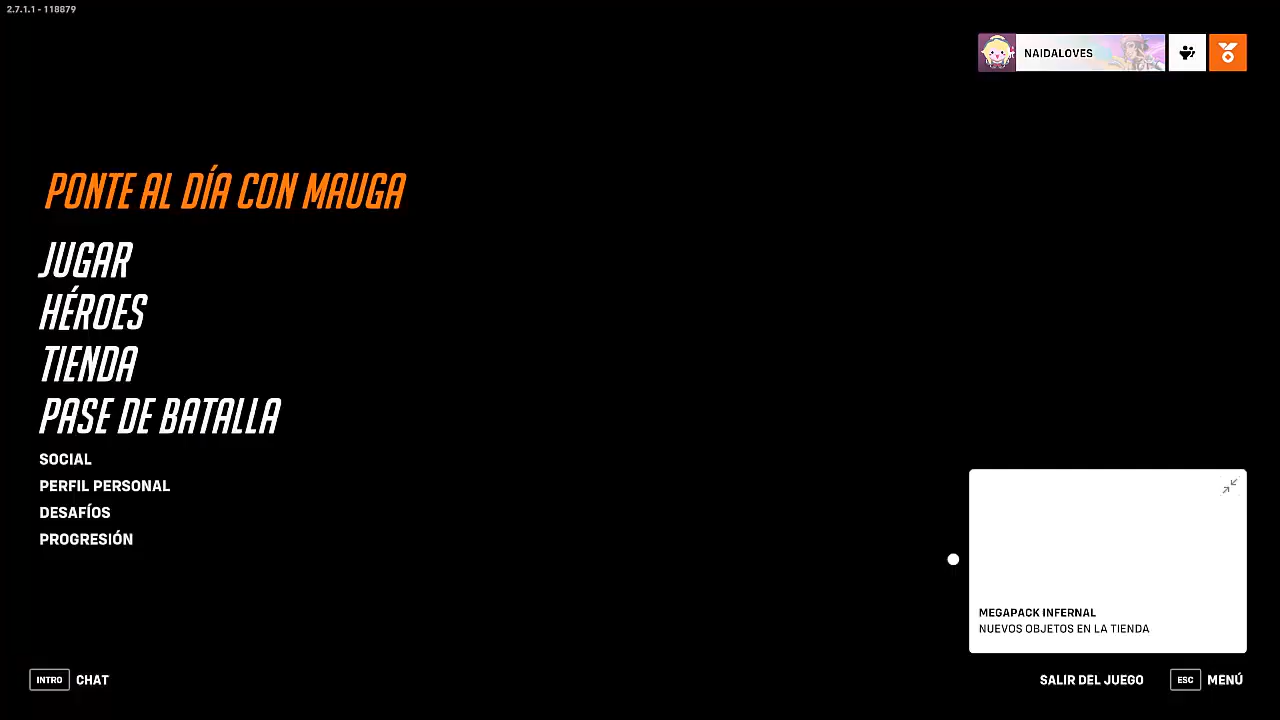 2.7.1.1 - 118879
NAIDALOVES
PONTE AL DÍA CON MAUGA
JUGAR
HÉROES
TIENDA
PASE DE BATALLA
SOCIAL
PERFIL PERSONAL
DESAFÍOS
PROGRESIÓN
MEGAPACK INFERNAL
NUEVOS OBJETOS EN LA TIENDA
INTRO CHAT
SALIR DEL JUEGO
ESC MENÚ